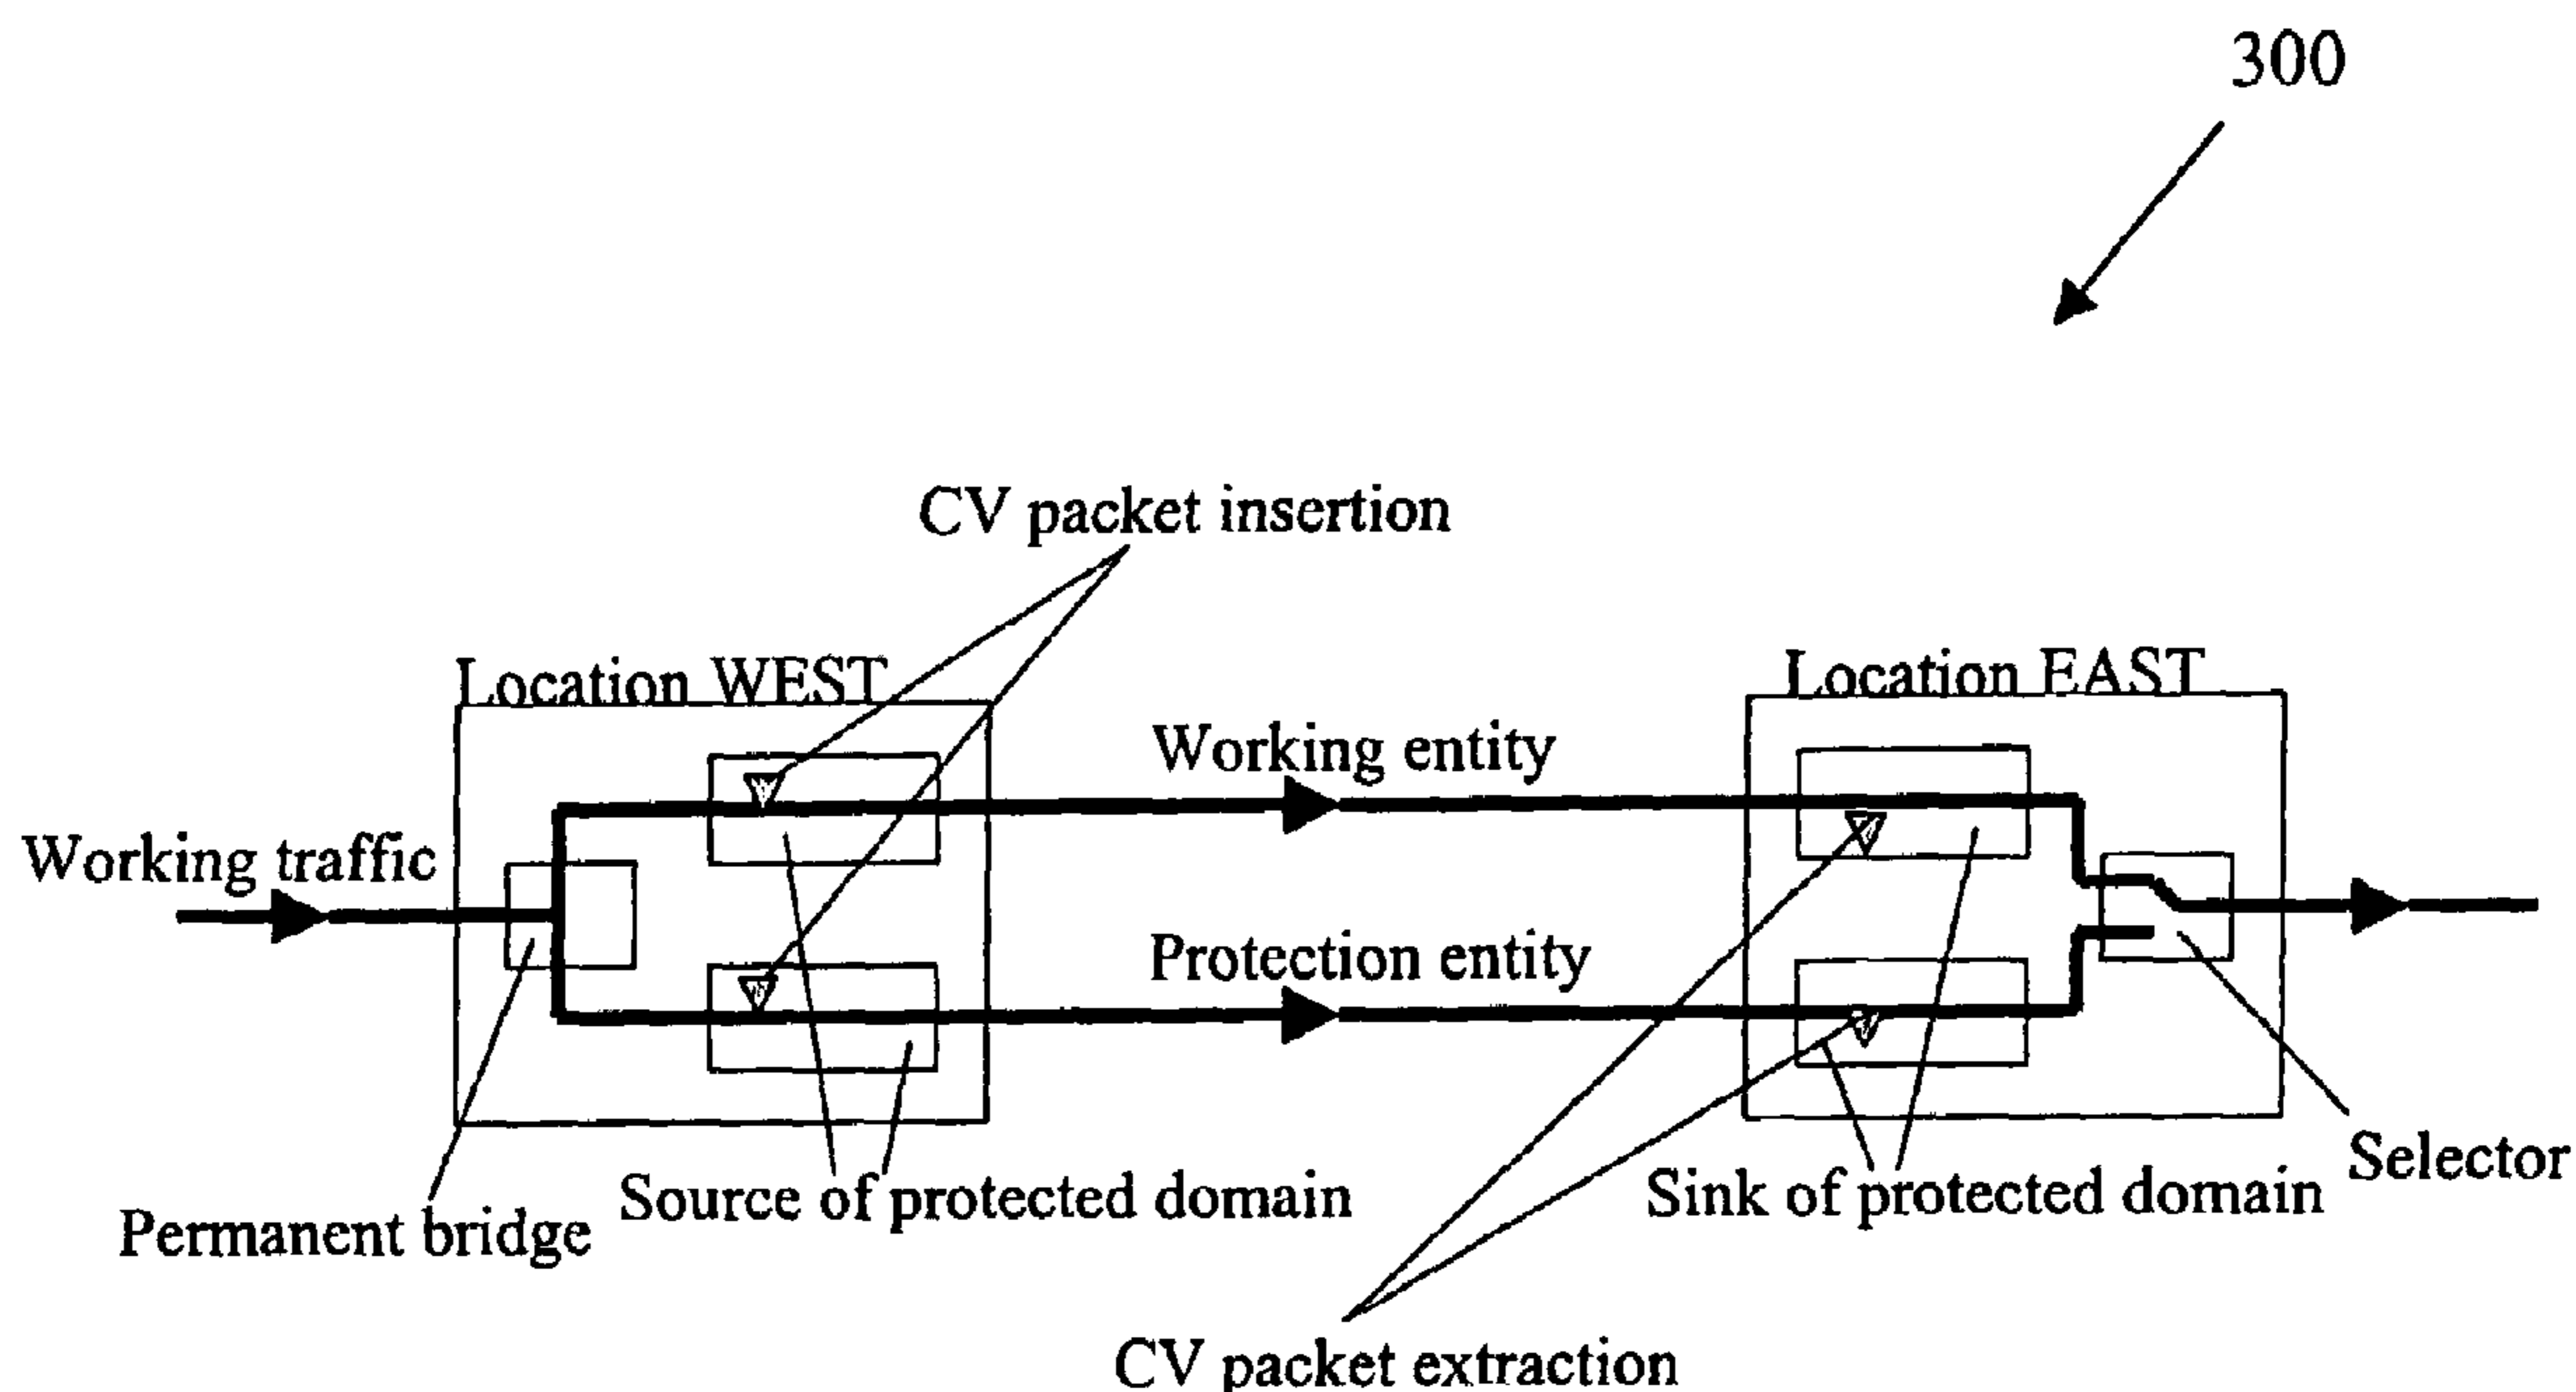 300
CV packet insertion
Location WEST
Location EAST
Working entity
Working traffic
Protection entity
Permanent bridge
Source of protected domain
Sink of protected domain
Selector
CV packet extraction